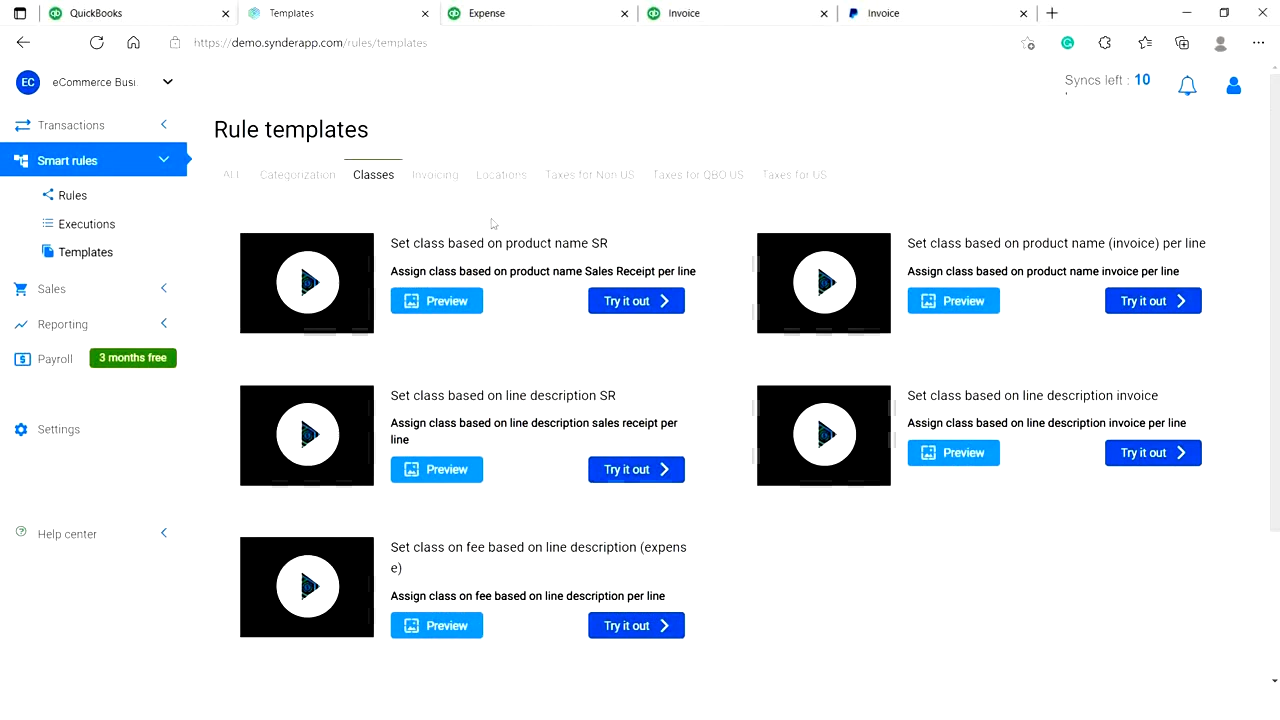 QuickBooks
Templates
Expense
Invoice
Invoice
https://demo.synderapp.com/rules/templates
EC
eCommerce Busi
Syncs left : 10
Transactions
Smart rules
Rules
Executions
Templates
Sales
Reporting
Payroll
3 months free
Settings
Help center
Rule templates
ALL
Categorization
Classes
Invoicing
Locations
Taxes for Non US
Taxes for QBO US
Taxes for US
Set class based on product name SR
Assign class based on product name Sales Receipt per line
Preview
Try it out
Set class based on product name (invoice) per line
Assign class based on product name invoice per line
Preview
Try it out
Set class based on line description SR
Assign class based on line description sales receipt per
line
Preview
Try it out
Set class based on line description invoice
Assign class based on line description invoice per line
Preview
Try it out
Set class on fee based on line description (expens
e)
Assign class on fee based on line description per line
Preview
Try it out